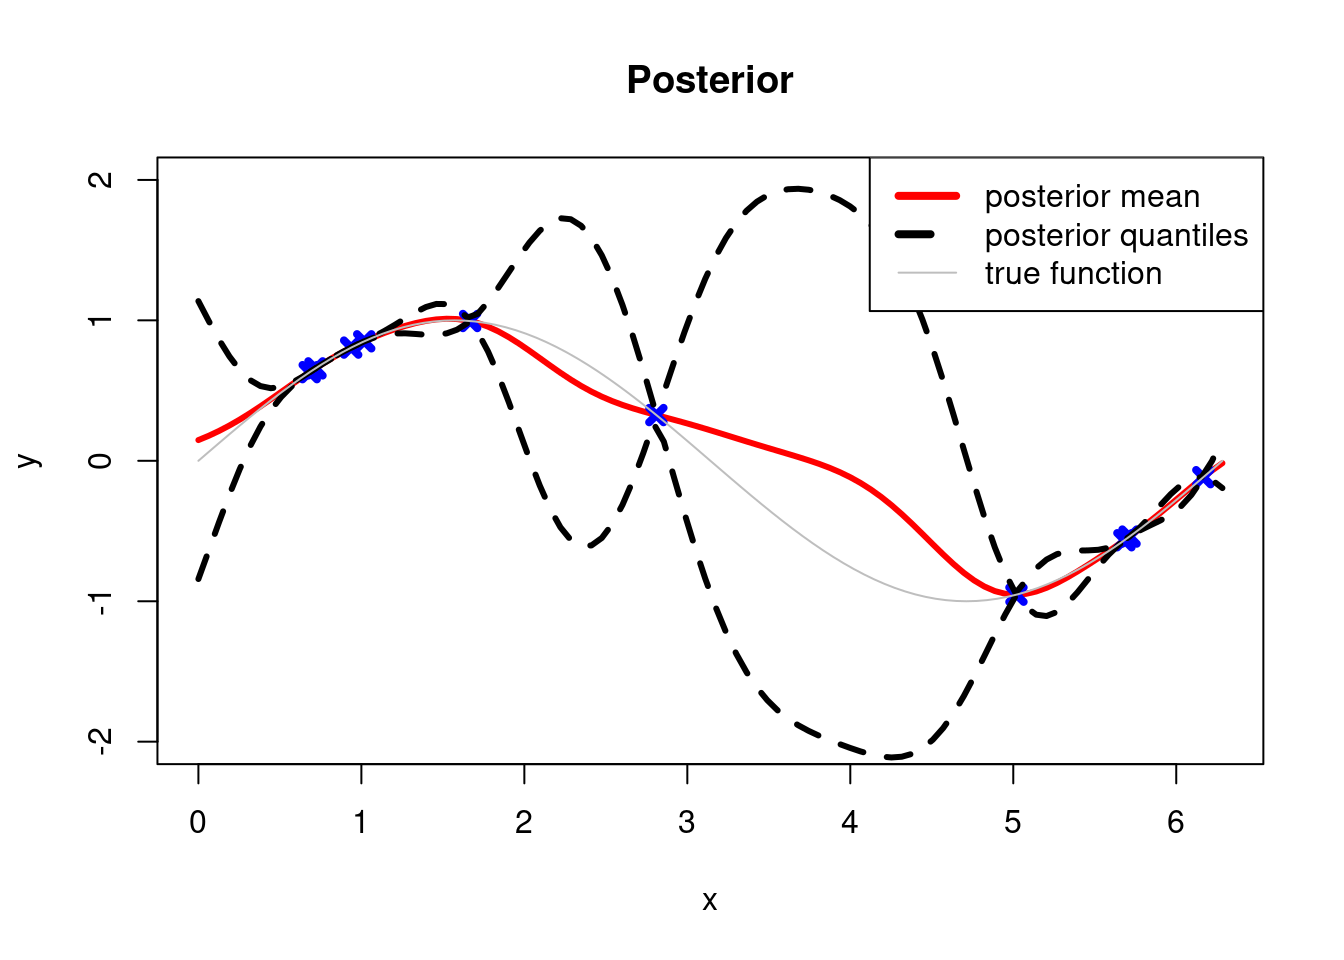 Posterior
posterior mean
posterior quantiles
true function
y
2
1
0
-1
-2
0 1 2 3 4 5 6
x